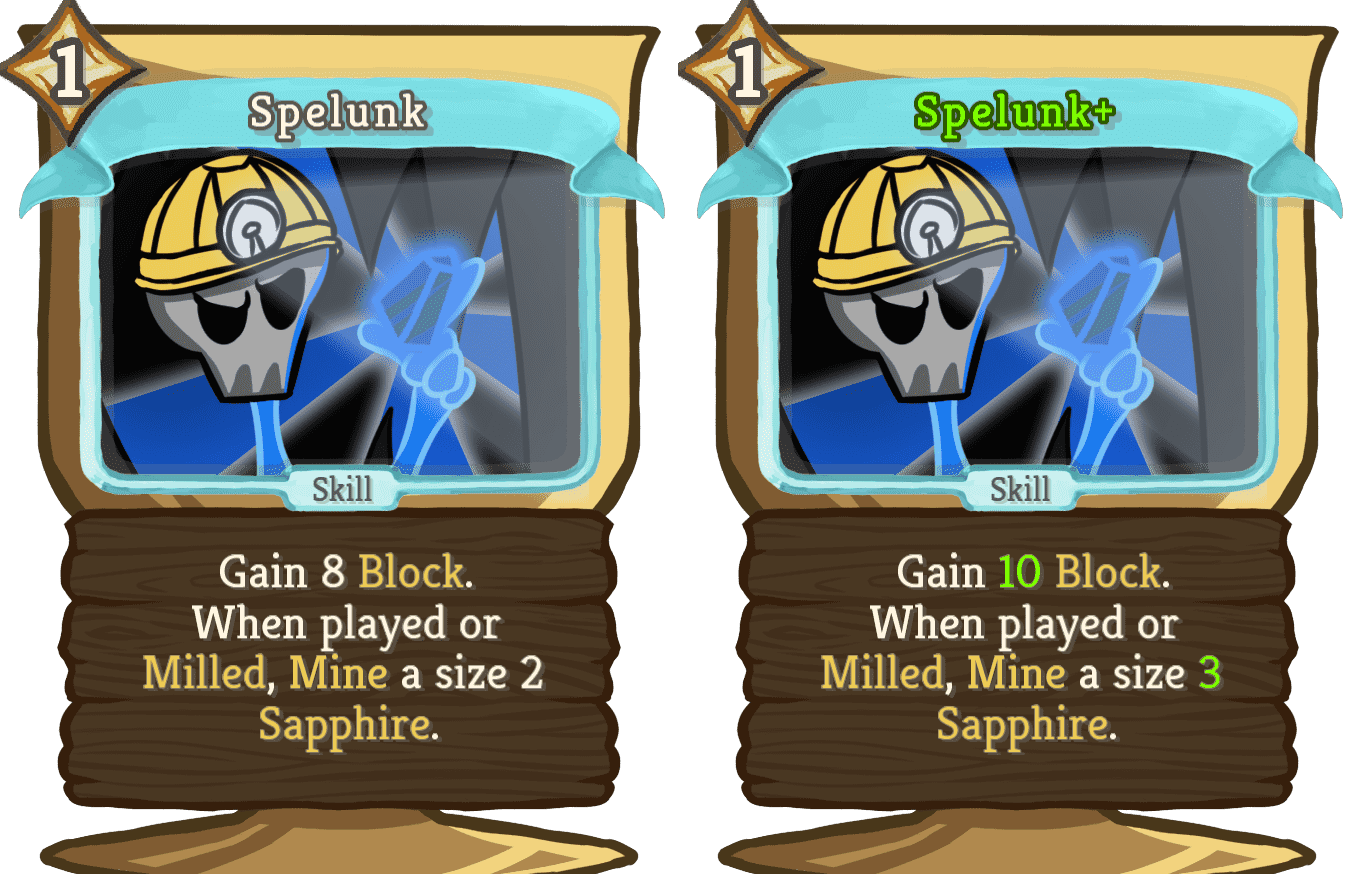 1
Spelunk
Skill
Gain 8 Block.
When played or
Milled, Mine a size 2
Sapphire.
1
Spelunk+
Skill
Gain 10 Block.
When played or
Milled, Mine a size 3
Sapphire.